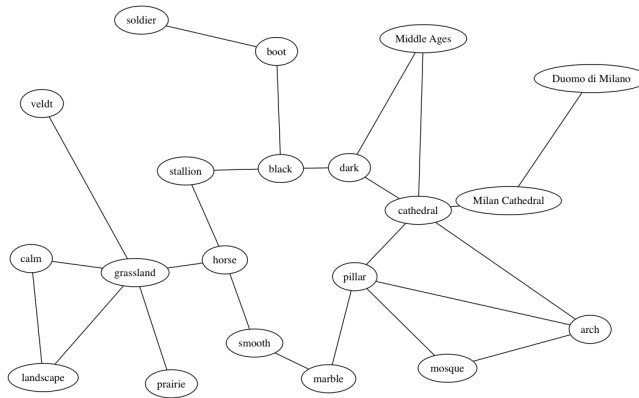 soldier
boot
Middle Ages
Duomo di Milano
veldt
stallion
black
dark
cathedral
Milan Cathedral
calm
grassland
horse
pillar
arch
smooth
mosque
landscape
prairie
marble